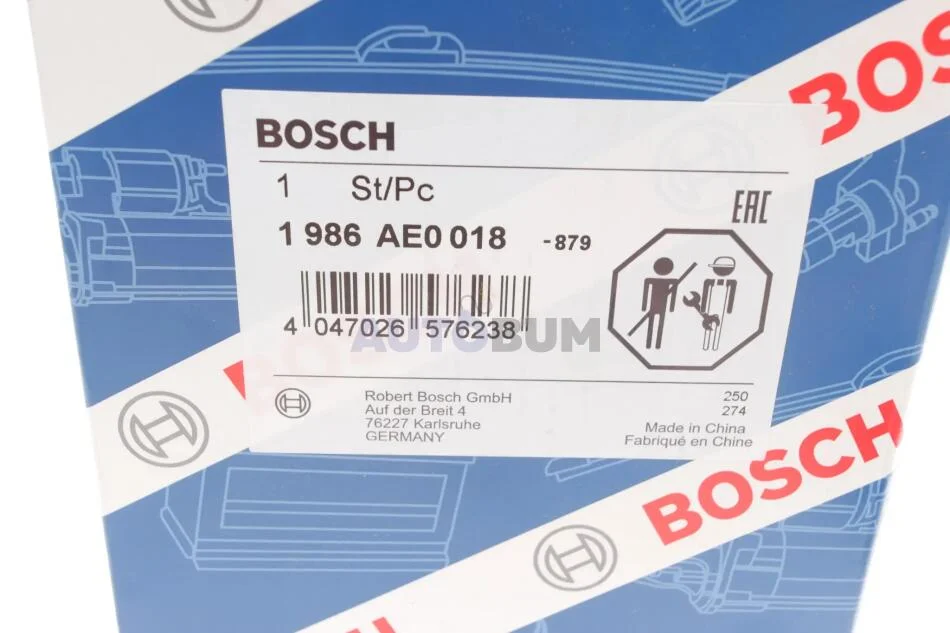 BOS
BOSCH
1 St/Pc
EAC
1 986 AE0 018 -879
4 047026 576238
AUTOBUM
Robert Bosch GmbH
Auf der Breit 4
76227 Karlsruhe
GERMANY
250
274
Made in China
Fabriqué en Chine
BOSCH